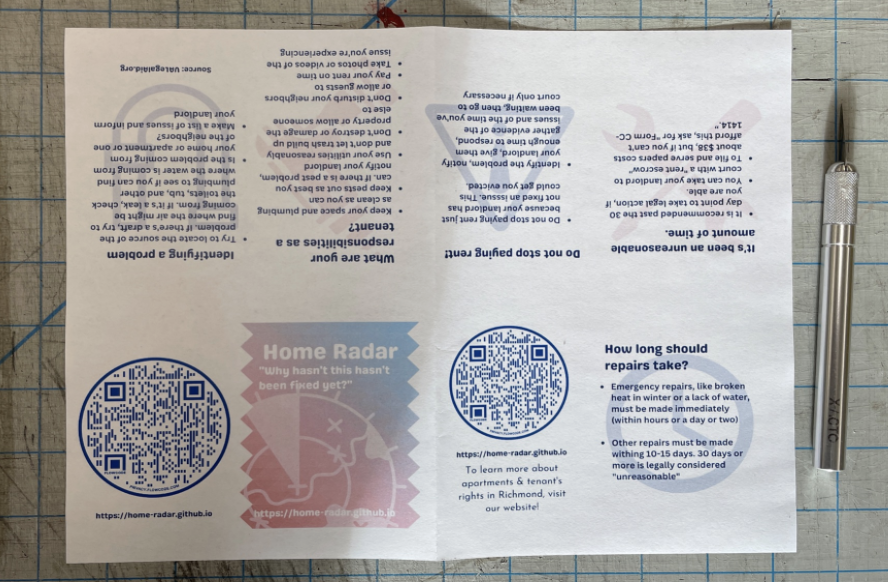 It's been an unreasonable
amount of time.
• It is recommended past the 30
day point to take legal action, if
you are able.
• You can take your landlord to
court with a "rent escrow"
• To file and serve papers costs
about $38, but if you can't
afford this, ask for "Form CC-
1414."
Do not stop paying rent!
• Do not stop paying rent just
because your landlord has
not fixed an issue. This
could get you evicted.
• Identify the problem, notify
your landlord, give them
enough time to respond,
gather evidence of the
issues and of the time you've
been waiting, then go to
court only if necessary
What are your
responsibilities as a
tenant?
• Keep your space and plumbing
as clean as you can
• Keep pests out as best you
can. If there is a pest problem,
notify your landlord
• Use your utilities reasonably
and don't let trash build up
• Don't destroy or damage the
property or allow someone
else to
• Don't disturb your neighbors
or allow guests to
• Pay your rent on time
• Take photos or videos of the
issue you're experiencing
Identifying a problem
• Try to locate the source of the
problem. If there's a draft, try to
find where the air might be
coming from. If it's a leak, check
the toilets, tub, and other
plumbing to see if you can find
where the water is coming from
• Is the problem coming from
your home or apartment or one
of the neighbors?
• Make a list of issues and inform
your landlord
Source: VALegalAid.org
https://home-radar.github.io
Home Radar
"Why hasn't this hasn't
been fixed yet?"
https://home-radar.github.io
https://home-radar.github.io
To learn more about
apartments & tenant's
rights in Richmond, visit
our website!
How long should
repairs take?
• Emergency repairs, like broken
heat in winter or a lack of water,
must be made immediately
(within hours or a day or two)
• Other repairs must be made
withing 10-15 days. 30 days or
more is legally considered
"unreasonable"
X-ACTO